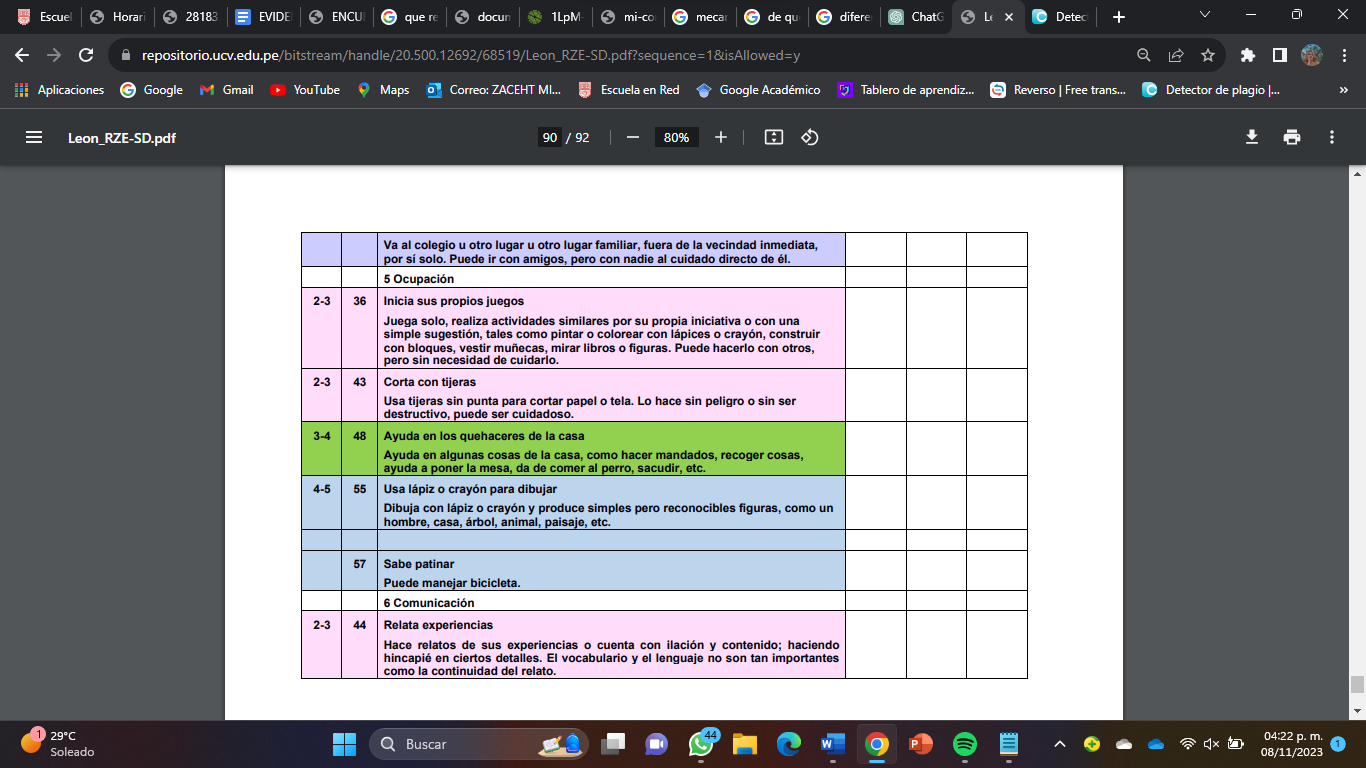 Escuel
Horari
28183
EVIDE
ENCU
que re
docun
1LpM-
mi-co
mecar
de qu
difere
ChatG
Le
Detec
repositorio.ucv.edu.pe/bitstream/handle/20.500.12692/68519/Leon_RZE-SD.pdf?sequence=1&isAllowed=y
Aplicaciones Google Gmail YouTube Maps Correo: ZACEHT MI... Escuela en Red Google Académico Tablero de aprendiz... Reverso | Free trans... Detector de plagio |... »
Leon_RZE-SD.pdf 90 / 92 80%
Va al colegio u otro lugar u otro lugar familiar, fuera de la vecindad inmediata,
por sí solo. Puede ir con amigos, pero con nadie al cuidado directo de él.
5 Ocupación
2-3 36 Inicia sus propios juegos
Juega solo, realiza actividades similares por su propia iniciativa o con una
simple sugestión, tales como pintar o colorear con lápices o crayón, construir
con bloques, vestir muñecas, mirar libros o figuras. Puede hacerlo con otros,
pero sin necesidad de cuidarlo.
2-3 43 Corta con tijeras
Usa tijeras sin punta para cortar papel o tela. Lo hace sin peligro o sin ser
destructivo, puede ser cuidadoso.
3-4 48 Ayuda en los quehaceres de la casa
Ayuda en algunas cosas de la casa, como hacer mandados, recoger cosas,
ayuda a poner la mesa, da de comer al perro, sacudir, etc.
4-5 55 Usa lápiz o crayón para dibujar
Dibuja con lápiz o crayón y produce simples pero reconocibles figuras, como un
hombre, casa, árbol, animal, paisaje, etc.
57 Sabe patinar
Puede manejar bicicleta.
6 Comunicación
2-3 44 Relata experiencias
Hace relatos de sus experiencias o cuenta con ilación y contenido; haciendo
hincapié en ciertos detalles. El vocabulario y el lenguaje no son tan importantes
como la continuidad del relato.
1 29°C
Soleado
Buscar
44
04:22 p. m.
08/11/2023
1